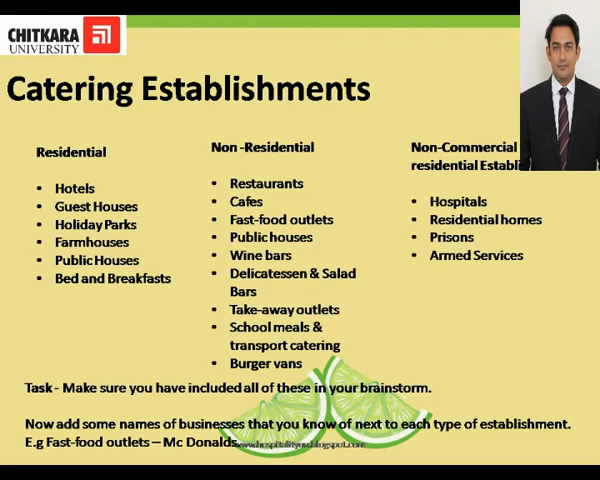 CHITKARA
UNIVERSITY
Catering Establishments
Residential
• Hotels
• Guest Houses
• Holiday Parks
• Farmhouses
• Public Houses
• Bed and Breakfasts
Non -Residential
• Restaurants
• Cafes
• Fast-food outlets
• Public houses
• Wine bars
• Delicatessen & Salad
Bars
• Take-away outlets
• School meals &
transport catering
• Burger vans
Non-Commercial
residential
• Hospitals
• Residential homes
• Prisons
• Armed Services
Task - Make sure you have included all of these in your brainstorm.
Now add some names of businesses that you know of next to each type of establishment.
E.g Fast-food outlets – Mc Donalds